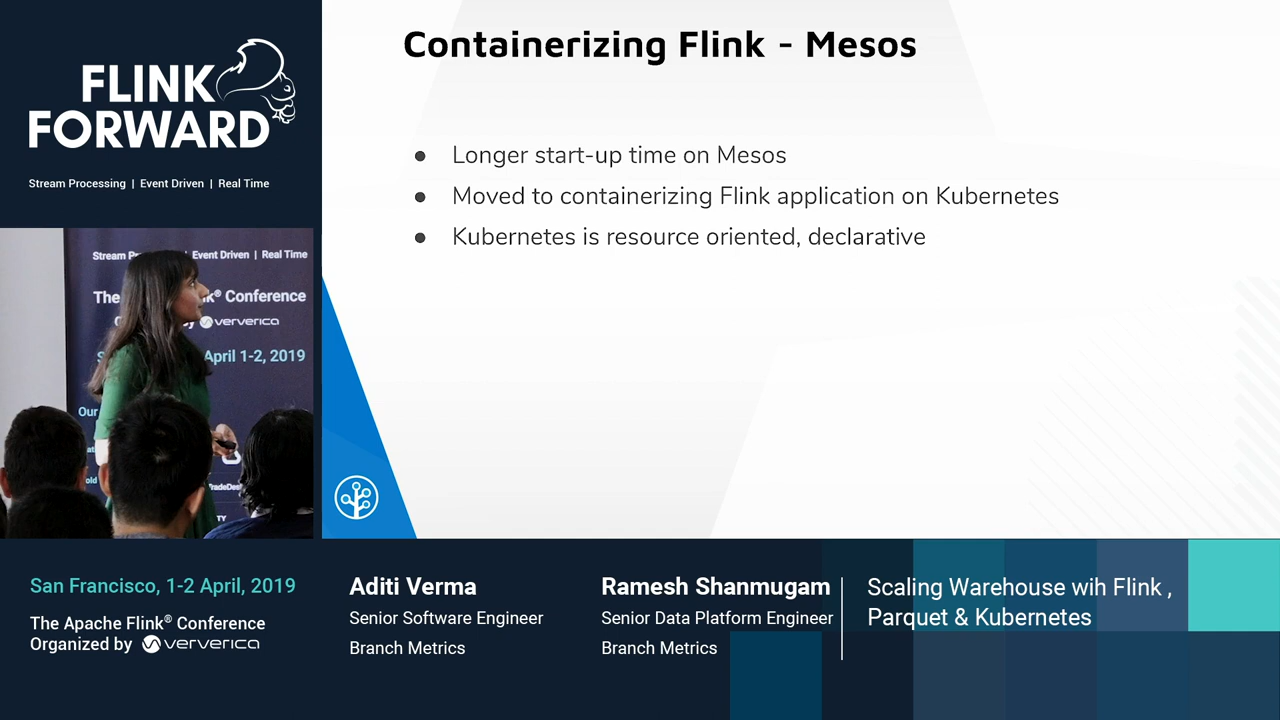 FLINK
FORWARD
Stream Processing | Event Driven | Real Time
Containerizing Flink - Mesos
● Longer start-up time on Mesos
● Moved to containerizing Flink application on Kubernetes
● Kubernetes is resource oriented, declarative
Event Driven | Real Time
Conference
ververica
April 1-2, 2019
Our
San Francisco, 1-2 April, 2019
The Apache Flink® Conference
Organized by ververica
Aditi Verma
Senior Software Engineer
Branch Metrics
Ramesh Shanmugam
Senior Data Platform Engineer
Branch Metrics
Scaling Warehouse wih Flink ,
Parquet & Kubernetes